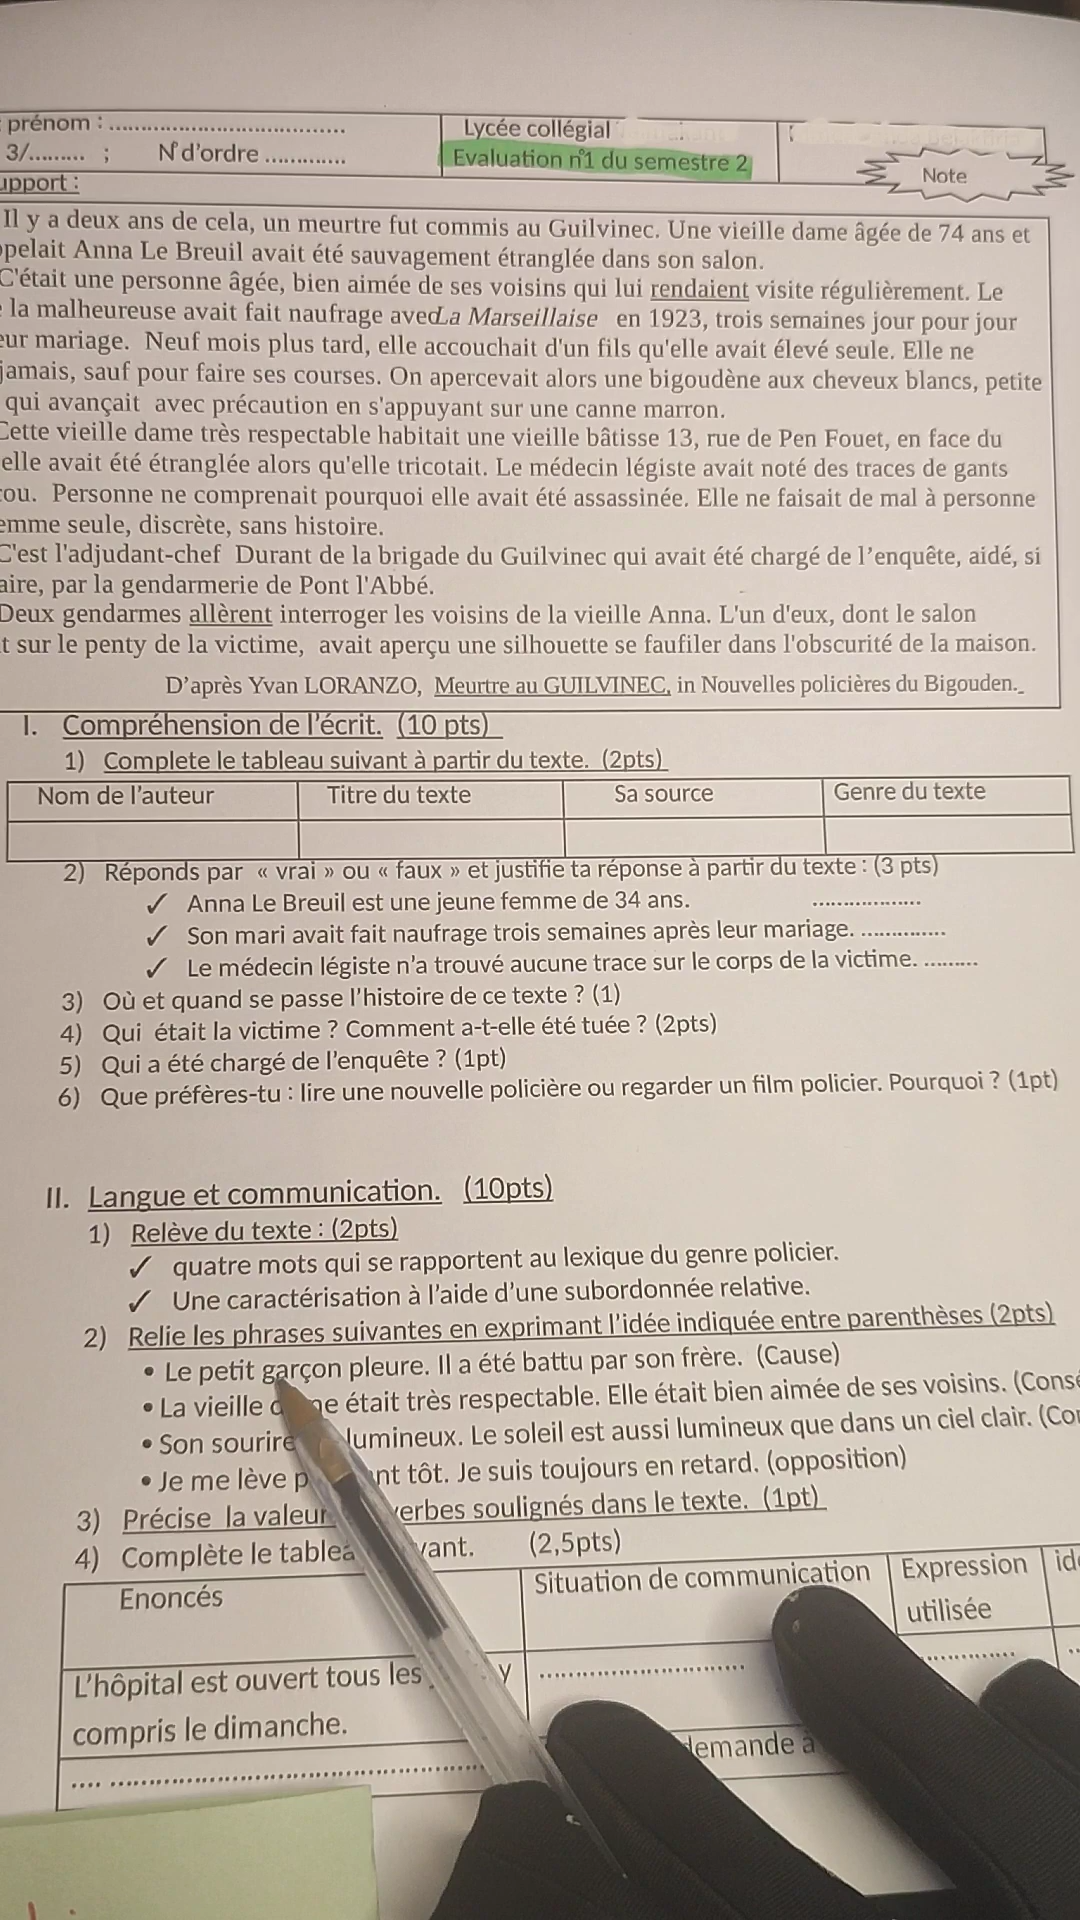 prénom : ......................................
Lycée collégial
3/......... ; N°d'ordre .............
Evaluation n°1 du semestre 2
Note
upport :
Il y a deux ans de cela, un meurtre fut commis au Guilvinec. Une vieille dame âgée de 74 ans et
ppelait Anna Le Breuil avait été sauvagement étranglée dans son salon.
C'était une personne âgée, bien aimée de ses voisins qui lui rendaient visite régulièrement. Le
la malheureuse avait fait naufrage avec La Marseillaise en 1923, trois semaines jour pour jour
eur mariage. Neuf mois plus tard, elle accouchait d'un fils qu'elle avait élevé seule. Elle ne
jamais, sauf pour faire ses courses. On apercevait alors une bigoudène aux cheveux blancs, petite
qui avançait avec précaution en s'appuyant sur une canne marron.
Cette vieille dame très respectable habitait une vieille bâtisse 13, rue de Pen Fouet, en face du
elle avait été étranglée alors qu'elle tricotait. Le médecin légiste avait noté des traces de gants
cou. Personne ne comprenait pourquoi elle avait été assassinée. Elle ne faisait de mal à personne
emme seule, discrète, sans histoire.
C'est l'adjudant-chef Durant de la brigade du Guilvinec qui avait été chargé de l'enquête, aidé, si
aire, par la gendarmerie de Pont l'Abbé.
Deux gendarmes allèrent interroger les voisins de la vieille Anna. L'un d'eux, dont le salon
t sur le penty de la victime, avait aperçu une silhouette se faufiler dans l'obscurité de la maison.
D'après Yvan LORANZO, Meurtre au GUILVINEC, in Nouvelles policières du Bigouden.
I. Compréhension de l'écrit. (10 pts)
1) Complete le tableau suivant à partir du texte. (2pts)
Nom de l'auteur Titre du texte Sa source Genre du texte
2) Réponds par « vrai » ou « faux » et justifie ta réponse à partir du texte : (3 pts)
✓ Anna Le Breuil est une jeune femme de 34 ans. ..................
✓ Son mari avait fait naufrage trois semaines après leur mariage. ..............
✓ Le médecin légiste n'a trouvé aucune trace sur le corps de la victime. .........
3) Où et quand se passe l'histoire de ce texte ? (1)
4) Qui était la victime ? Comment a-t-elle été tuée ? (2pts)
5) Qui a été chargé de l'enquête ? (1pt)
6) Que préfères-tu : lire une nouvelle policière ou regarder un film policier. Pourquoi ? (1pt)
II. Langue et communication. (10pts)
1) Relève du texte : (2pts)
✓ quatre mots qui se rapportent au lexique du genre policier.
✓ Une caractérisation à l'aide d'une subordonnée relative.
2) Relie les phrases suivantes en exprimant l'idée indiquée entre parenthèses (2pts)
• Le petit garçon pleure. Il a été battu par son frère. (Cause)
• La vieille d ne était très respectable. Elle était bien aimée de ses voisins. (Consé
• Son sourire lumineux. Le soleil est aussi lumineux que dans un ciel clair. (Co
• Je me lève p nt tôt. Je suis toujours en retard. (opposition)
3) Précise la valeur verbes soulignés dans le texte. (1pt)
4) Complète le tablea vant. (2,5pts)
Enoncés Situation de communication Expression utilisée id
L'hôpital est ouvert tous les y ............................
compris le dimanche.
demande à